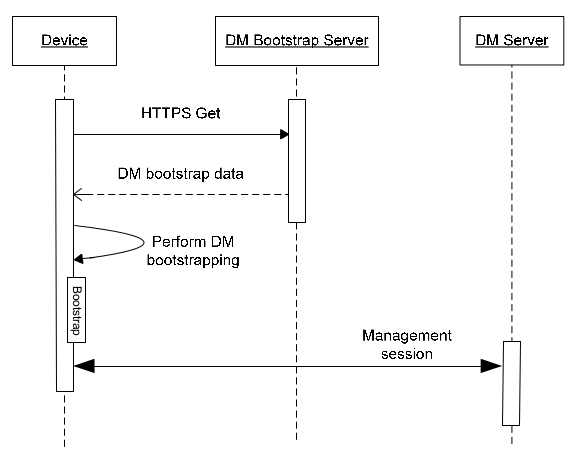 Device
DM Bootstrap Server
DM Server
HTTPS Get
DM bootstrap data
Perform DM
bootstrapping
Bootstrap
Management
session